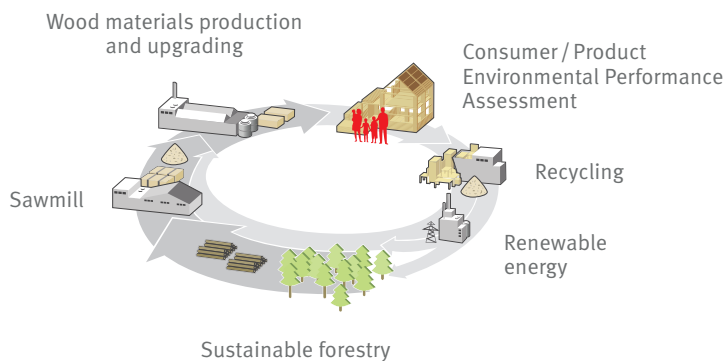 Wood materials production
and upgrading
Consumer / Product
Environmental Performance
Assessment
Sawmill
Recycling
Renewable
energy
Sustainable forestry